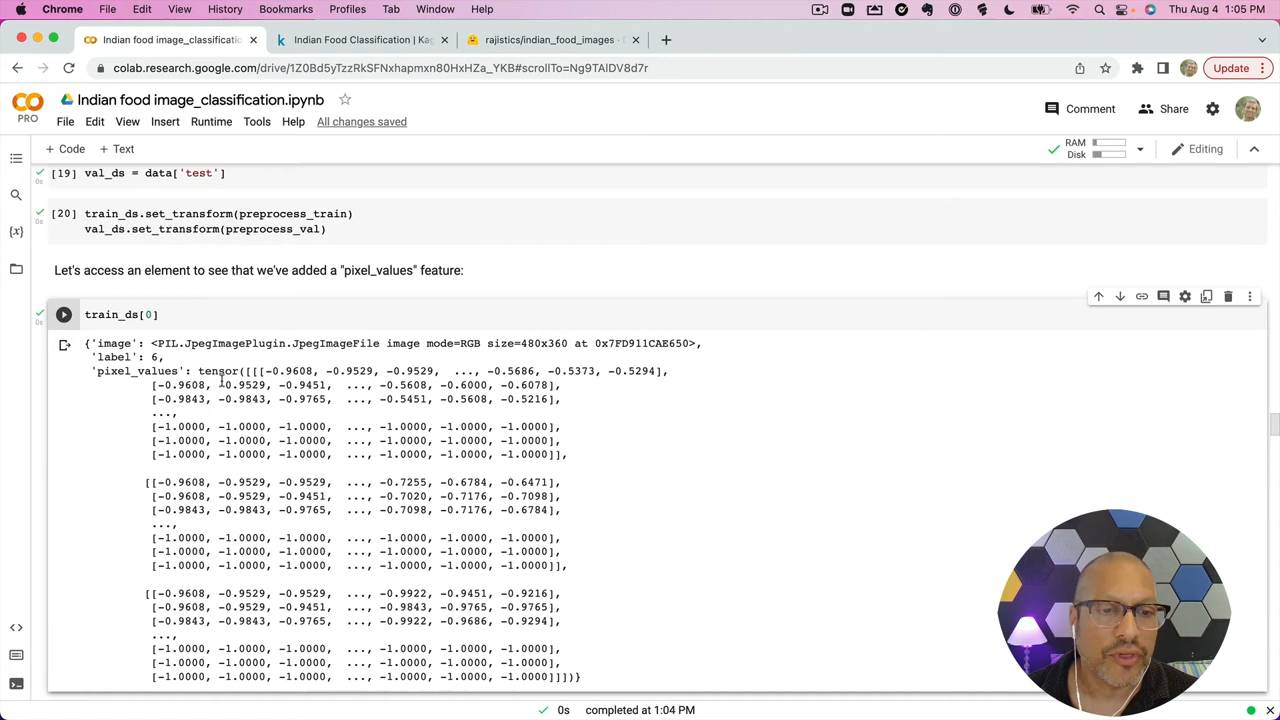 Chrome File Edit View History Bookmarks Profiles Tab Window Help Thu Aug 4 1:05 PM
Indian food image_classificatio Indian Food Classification | Kag rajistics/indian_food_images ·
colab.research.google.com/drive/1Z0Bd5yTzzRkSFNxhapmxn80HxHZa_YKB#scrollTo=Ng9TAlDV8d7r Update
PRO Indian food image_classification.ipynb
Comment Share
File Edit View Insert Runtime Tools Help All changes saved
+ Code + Text RAM Disk Editing
[19] val_ds = data['test']
0s
[20] train_ds.set_transform(preprocess_train)
0s
val_ds.set_transform(preprocess_val)
Let's access an element to see that we've added a "pixel_values" feature:
train_ds[0]
0s
{'image': <PIL.JpegImagePlugin.JpegImageFile image mode=RGB size=480x360 at 0x7FD911CAE650>,
'label': 6,
'pixel_values': tensor([[[-0.9608, -0.9529, -0.9529, ..., -0.5686, -0.5373, -0.5294],
[-0.9608, -0.9529, -0.9451, ..., -0.5608, -0.6000, -0.6078],
[-0.9843, -0.9843, -0.9765, ..., -0.5451, -0.5608, -0.5216],
...,
[-1.0000, -1.0000, -1.0000, ..., -1.0000, -1.0000, -1.0000],
[-1.0000, -1.0000, -1.0000, ..., -1.0000, -1.0000, -1.0000],
[-1.0000, -1.0000, -1.0000, ..., -1.0000, -1.0000, -1.0000]],
[[-0.9608, -0.9529, -0.9529, ..., -0.7255, -0.6784, -0.6471],
[-0.9608, -0.9529, -0.9451, ..., -0.7020, -0.7176, -0.7098],
[-0.9843, -0.9843, -0.9765, ..., -0.7098, -0.7176, -0.6784],
...,
[-1.0000, -1.0000, -1.0000, ..., -1.0000, -1.0000, -1.0000],
[-1.0000, -1.0000, -1.0000, ..., -1.0000, -1.0000, -1.0000],
[-1.0000, -1.0000, -1.0000, ..., -1.0000, -1.0000, -1.0000]],
[[-0.9608, -0.9529, -0.9529, ..., -0.9922, -0.9451, -0.9216],
[-0.9608, -0.9529, -0.9451, ..., -0.9843, -0.9765, -0.9765],
[-0.9843, -0.9843, -0.9765, ..., -0.9922, -0.9686, -0.9294],
...,
[-1.0000, -1.0000, -1.0000, ..., -1.0000, -1.0000, -1.0000],
[-1.0000, -1.0000, -1.0000, ..., -1.0000, -1.0000, -1.0000],
[-1.0000, -1.0000, -1.0000, ..., -1.0000, -1.0000, -1.0000]]])}
0s completed at 1:04 PM